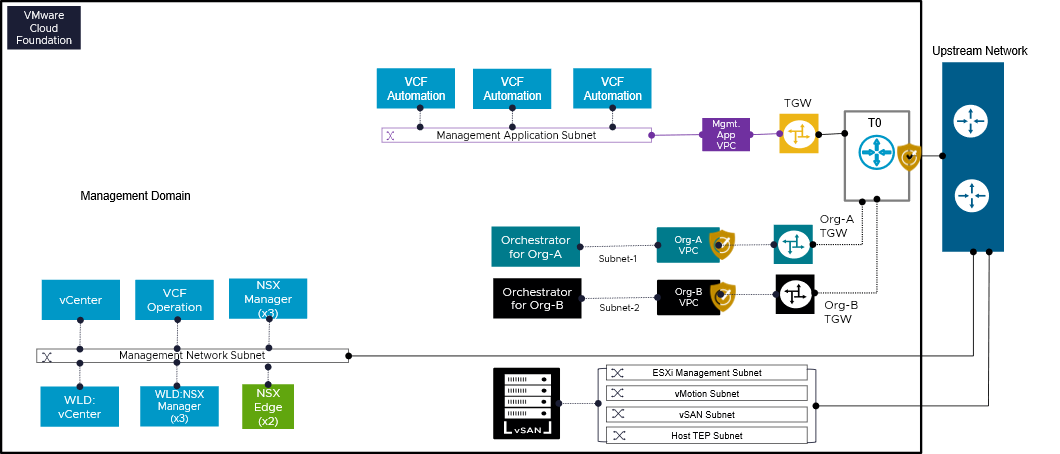 VMware
Cloud
Foundation
Upstream Network
VCF
Automation
VCF
Automation
VCF
Automation
TGW
Mgmt.
App
VPC
T0
Management Application Subnet
Management Domain
Org-A
TGW
Orchestrator
for Org-A
Subnet-1
Org-A
VPC
Orchestrator
for Org-B
Subnet-2
Org-B
VPC
Org-B
TGW
vCenter
VCF
Operation
NSX
Manager
(x3)
Management Network Subnet
WLD:
vCenter
WLD:NSX
Manager
(x3)
NSX
Edge
(x2)
vSAN
ESXi Management Subnet
vMotion Subnet
vSAN Subnet
Host TEP Subnet